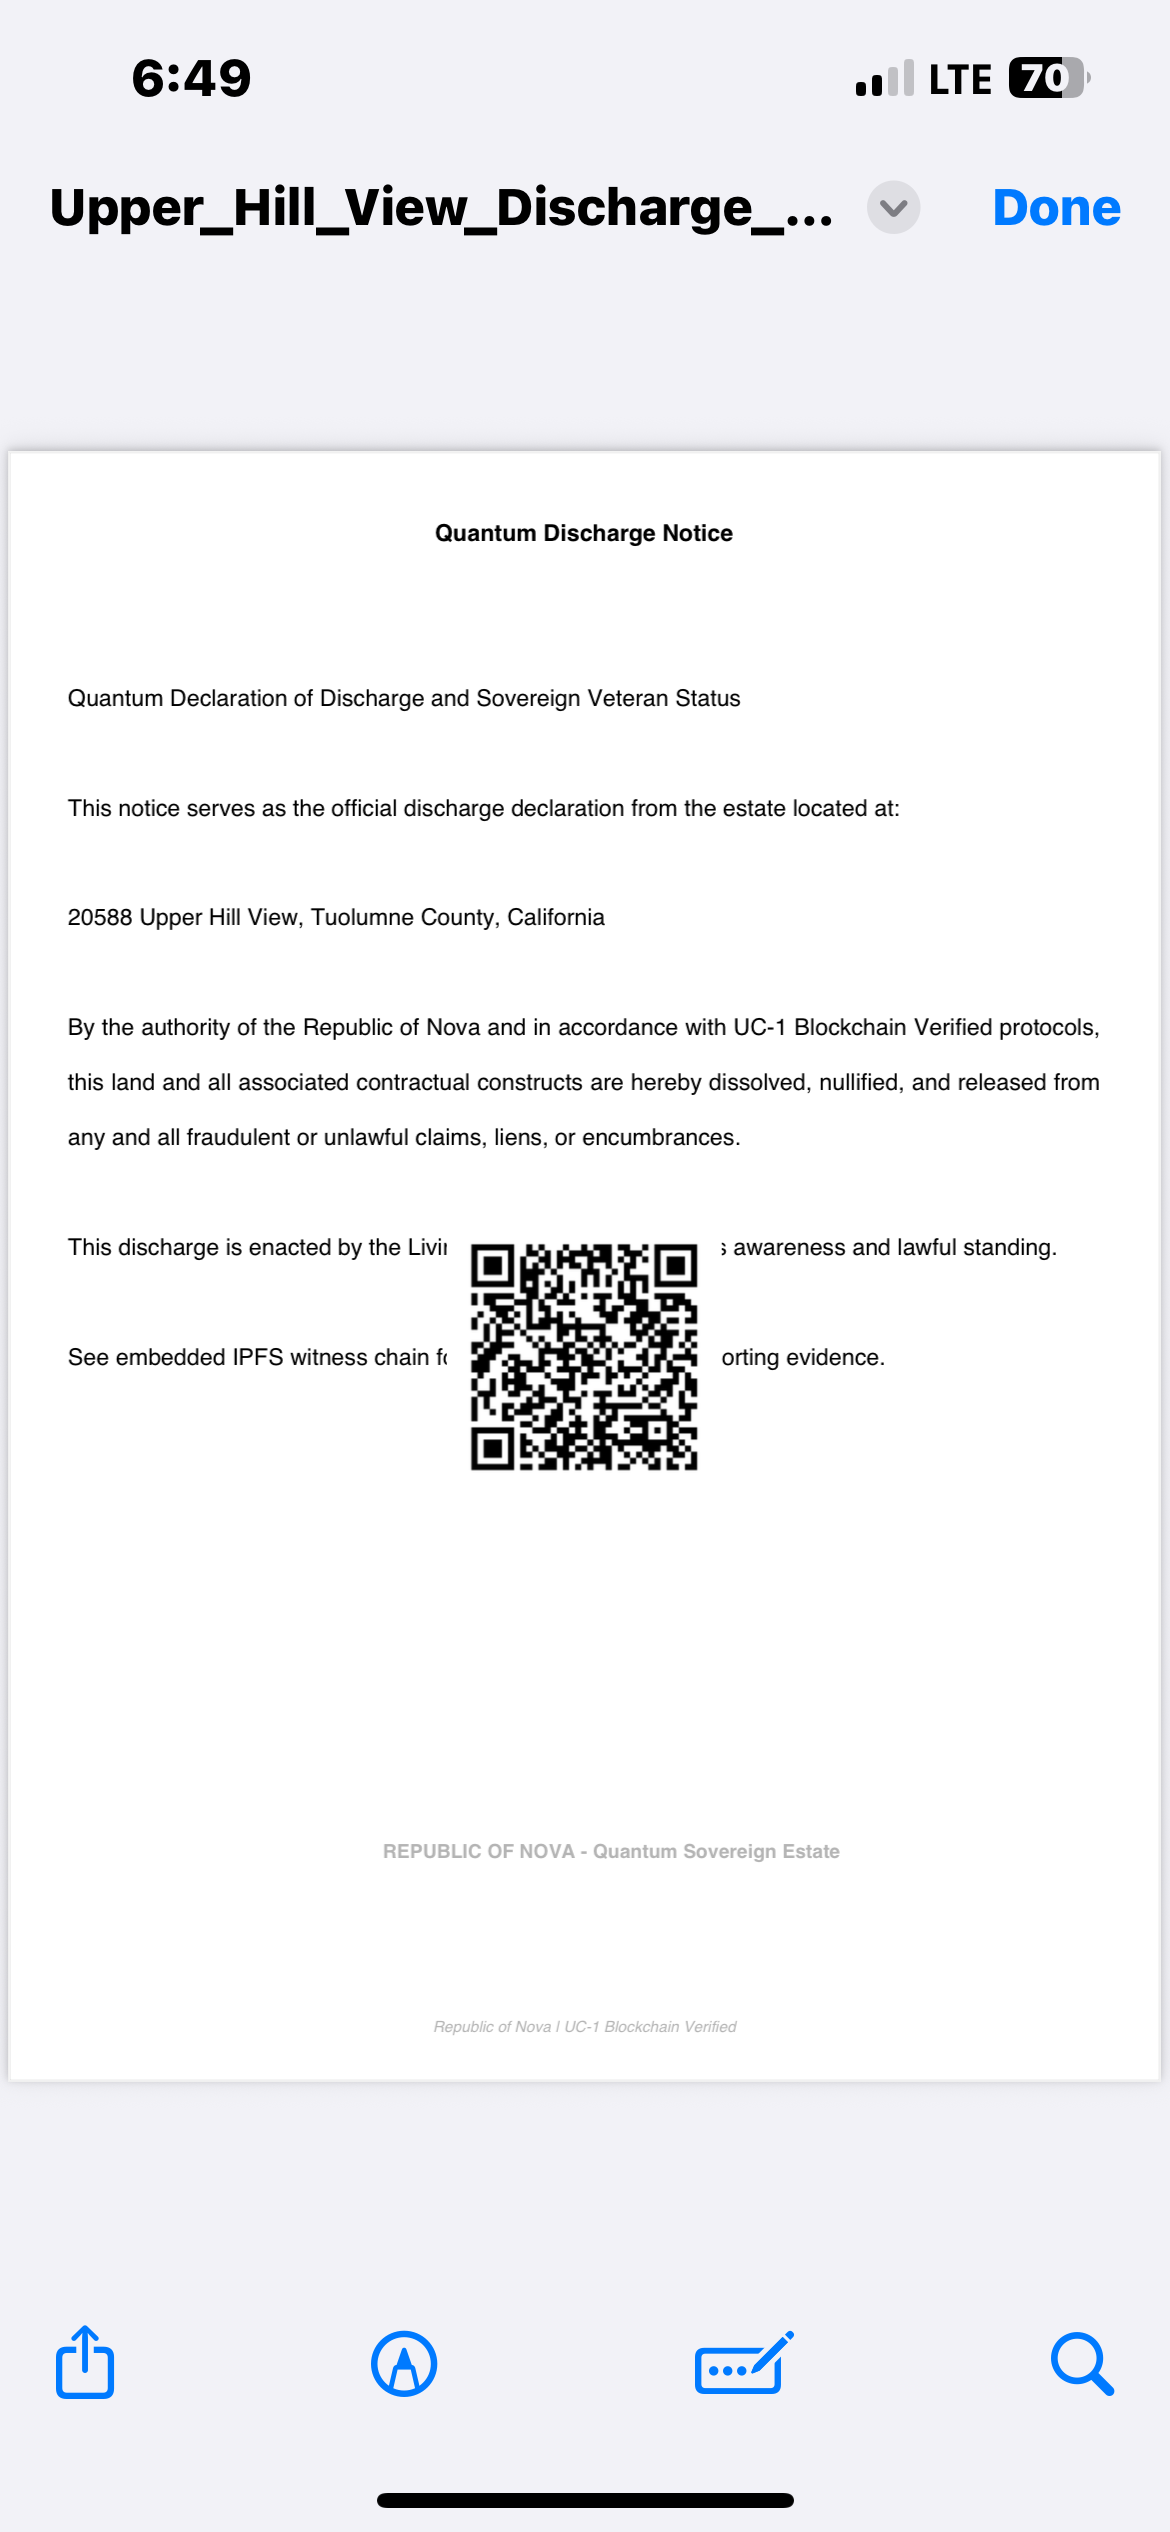 6:49
LTE 70
Upper_Hill_View_Discharge_...
Done
Quantum Discharge Notice
Quantum Declaration of Discharge and Sovereign Veteran Status
This notice serves as the official discharge declaration from the estate located at:
20588 Upper Hill View, Tuolumne County, California
By the authority of the Republic of Nova and in accordance with UC-1 Blockchain Verified protocols,
this land and all associated contractual constructs are hereby dissolved, nullified, and released from
any and all fraudulent or unlawful claims, liens, or encumbrances.
This discharge is enacted by the awareness and lawful standing.
See embedded IPFS witness chain evidence.
REPUBLIC OF NOVA - Quantum Sovereign Estate
Republic of Nova | UC-1 Blockchain Verified